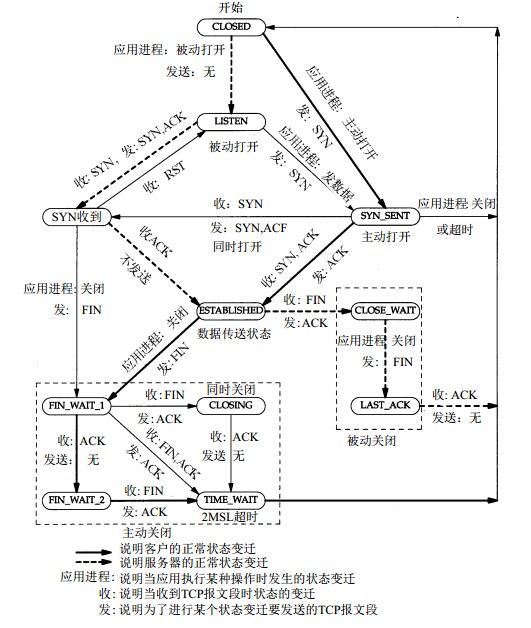 开始
CLOSED
应用进程：被动打开
发送：无
应用进程：主动打开
发：SYN
LISTEN
被动打开
收：SYN，发：SYN,ACK
收：RST
应用进程：发数据
发：SYN
SYN收到
收：SYN
发：SYN,ACF
同时打开
SYN_SENT
主动打开
应用进程 关闭
或超时
收ACK
不发送
收：SYN, ACK
发：ACK
应用进程：关闭
发：FIN
ESTABLISHED
数据传送状态
收：FIN
发：ACK
CLOSE_WAIT
应用进程：关闭
发：FIN
应用进程 关闭
发：FIN
LAST_ACK
被动关闭
收：ACK
发送：无
FIN_WAIT_1
收：FIN
发：ACK
同时关闭
CLOSING
收：ACK
发送：无
收：FIN,ACK
发：ACK
FIN_WAIT_2
收：FIN
发：ACK
TIME_WAIT
2MSL超时
主动关闭
说明客户的正常状态变迁
说明服务器的正常状态变迁
应用进程：说明当应用执行某种操作时发生的状态变迁
收：说明当收到TCP报文段时状态的变迁
发：说明为了进行某个状态变迁要发送的TCP报文段